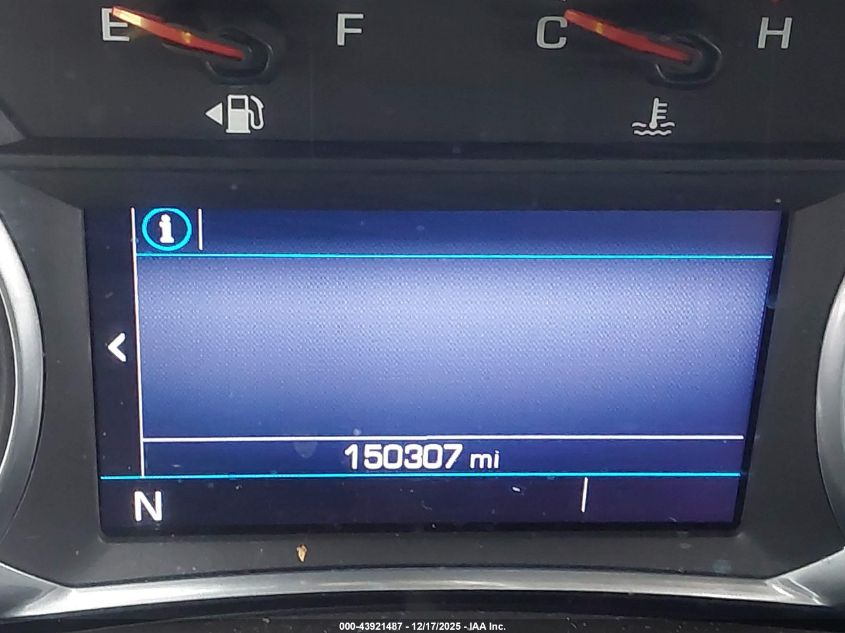 E F C H
i
150307 mi
N
000-43921487 - 12/17/2025 - IAA Inc.